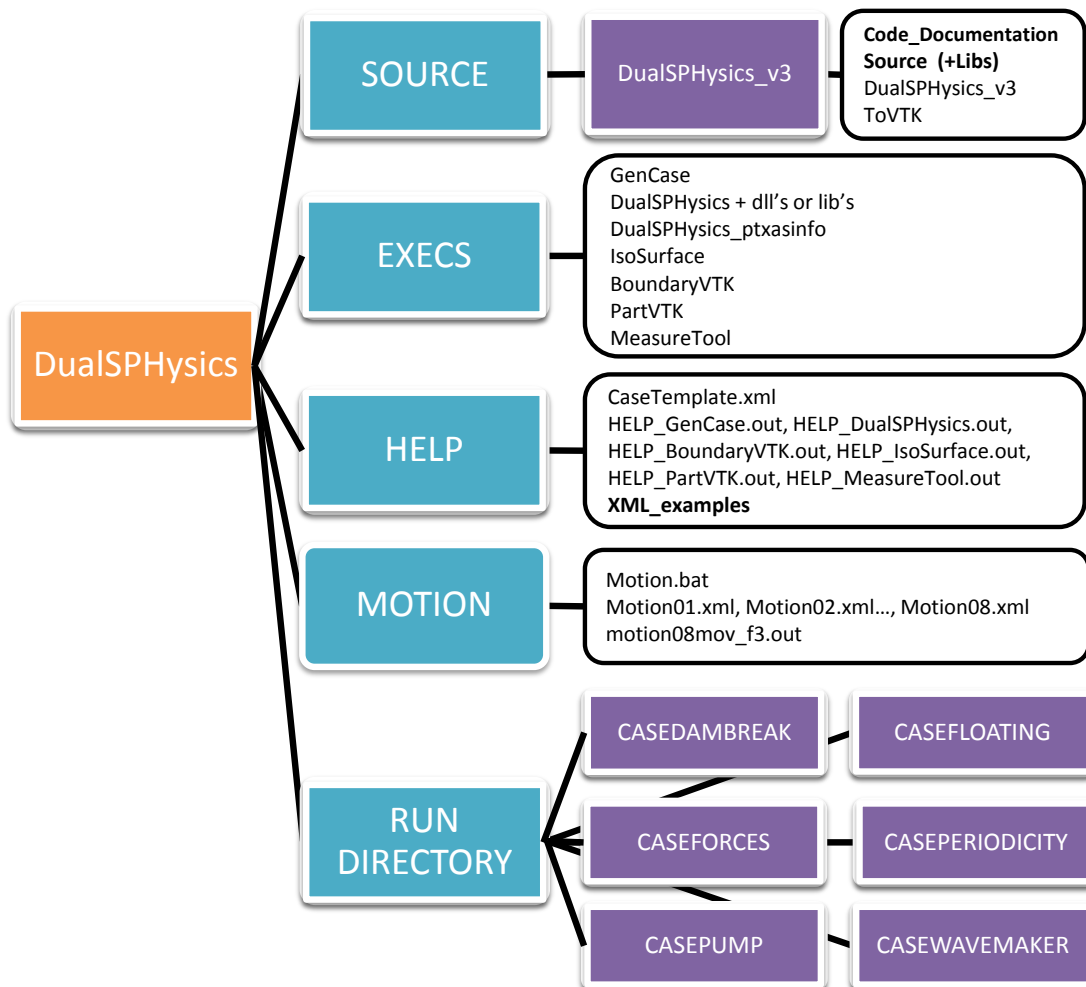 DualSPHysics
SOURCE
DualSPHysics_v3
Code_Documentation
Source (+Libs)
DualSPHysics_v3
ToVTK
EXECS
GenCase
DualSPHysics + dll’s or lib’s
DualSPHysics_ptxasinfo
IsoSurface
BoundaryVTK
PartVTK
MeasureTool
HELP
CaseTemplate.xml
HELP_GenCase.out, HELP_DualSPHysics.out,
HELP_BoundaryVTK.out, HELP_IsoSurface.out,
HELP_PartVTK.out, HELP_MeasureTool.out
XML_examples
MOTION
Motion.bat
Motion01.xml, Motion02.xml…, Motion08.xml
motion08mov_f3.out
RUN
DIRECTORY
CASEDAMBREAK
CASEFLOATING
CASEFORCES
CASEPERIODICITY
CASEPUMP
CASEWAVEMAKER